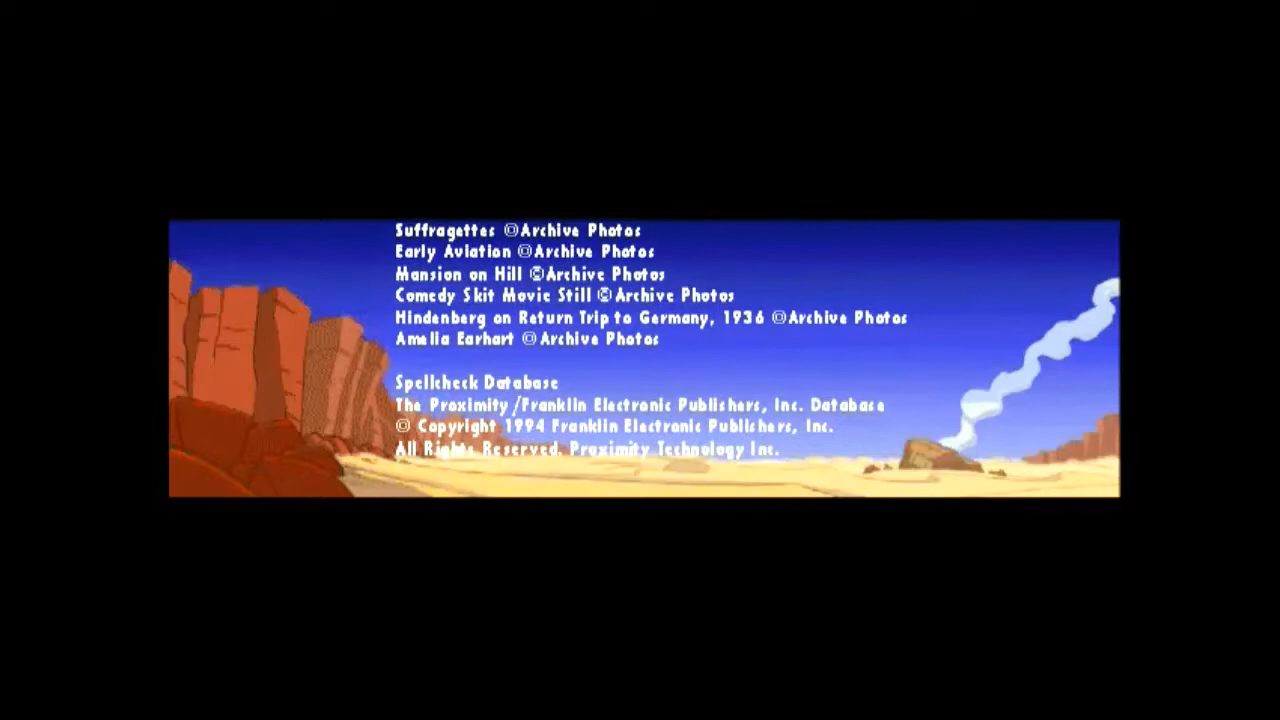 Suffragettes ©Archive Photos
Early Aviation ©Archive Photos
Mansion on Hill ©Archive Photos
Comedy Skit Movie Still ©Archive Photos
Hindenberg on Return Trip to Germany, 1936 ©Archive Photos
Amelia Earhart ©Archive Photos
Spellcheck Database
The Proximity/Franklin Electronic Publishers, Inc. Database
© Copyright 1994 Franklin Electronic Publishers, Inc.
All Rights Reserved. Proximity Technology Inc.